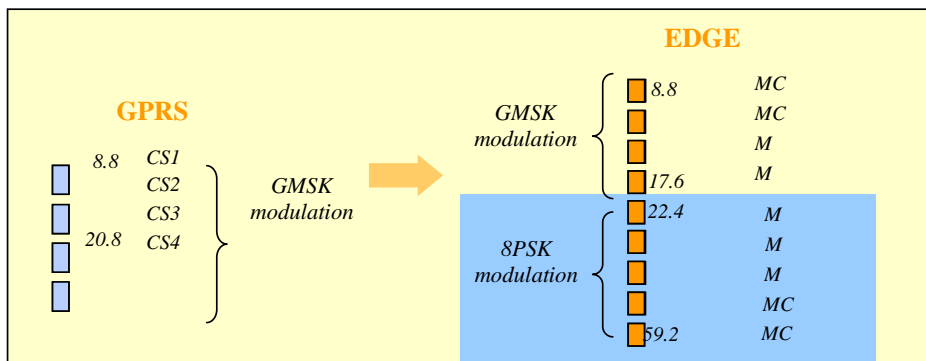 GPRS
8.8 CS1
CS2
CS3
20.8 CS4
GMSK
modulation
EDGE
GMSK
modulation
8.8 MC
MC
M
17.6 M
8PSK
modulation
22.4 M
M
M
MC
59.2 MC